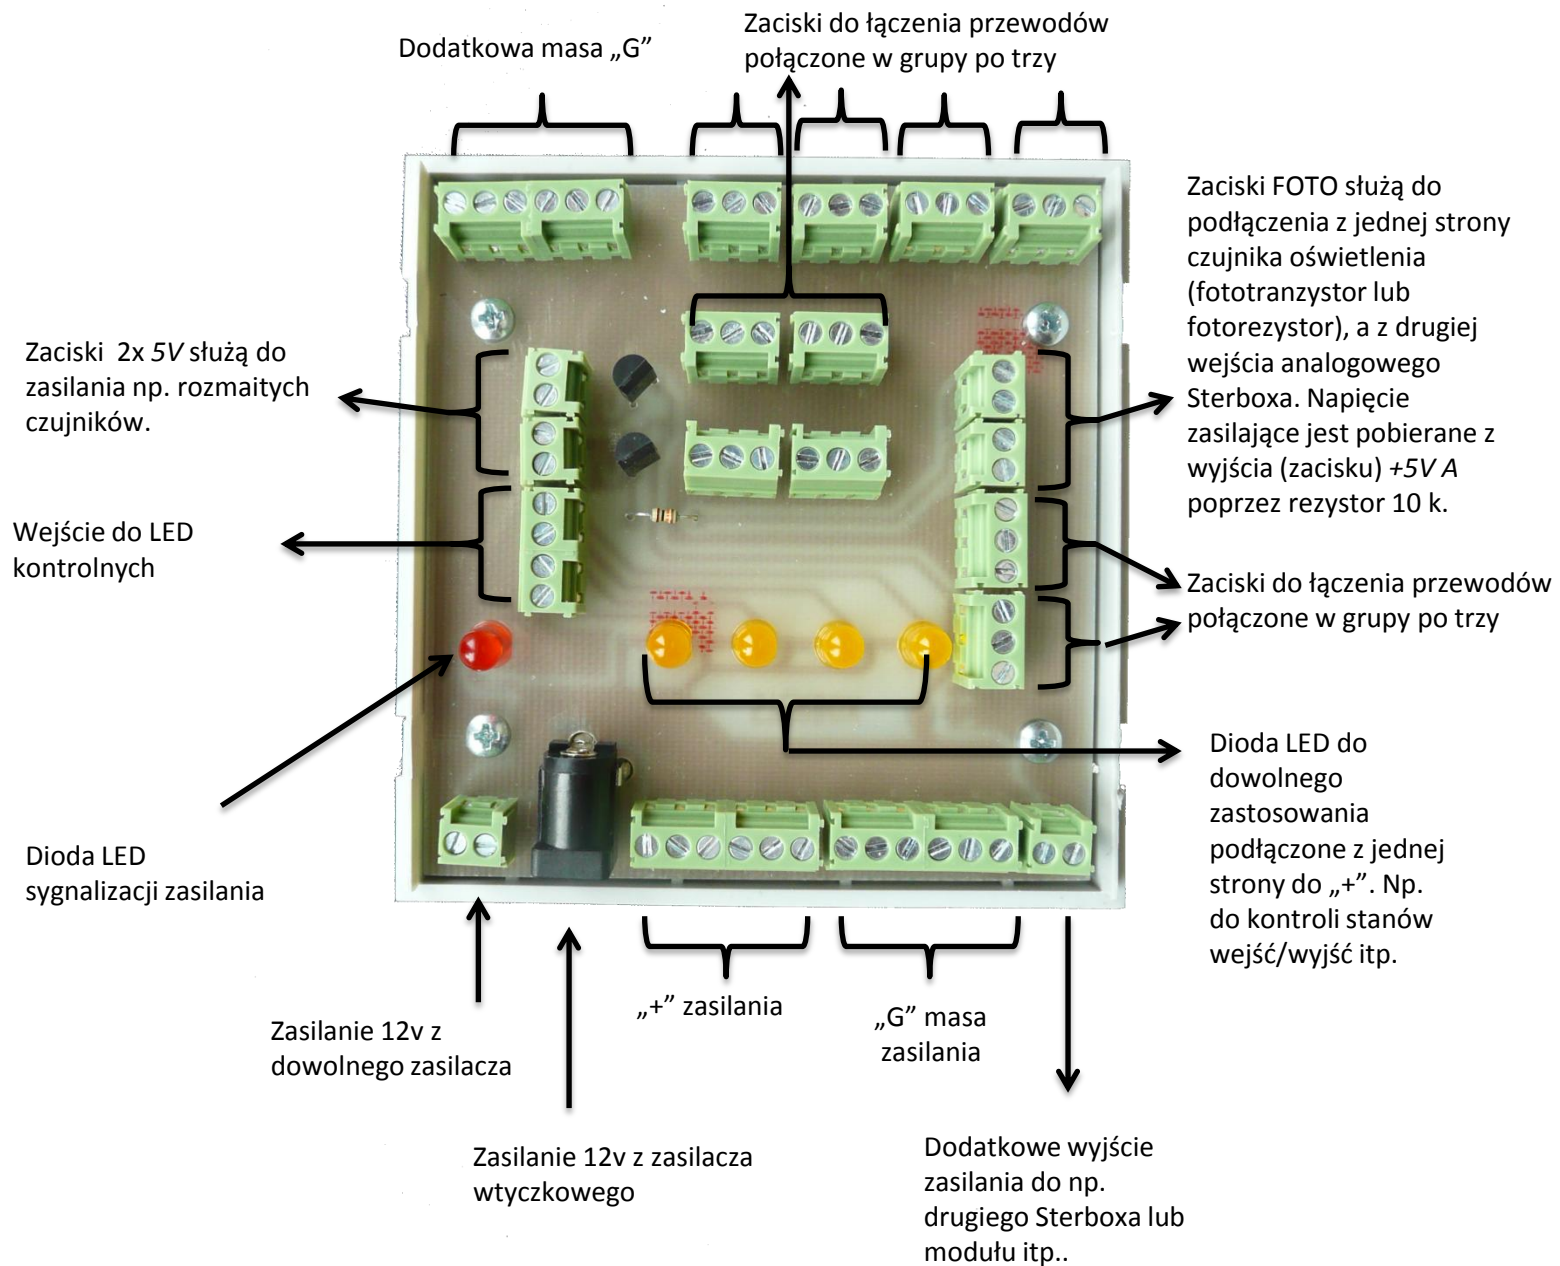 Dodatkowa masa „G”
Zaciski do łączenia przewodów
połączone w grupy po trzy
Zaciski FOTO służą do
podłączenia z jednej strony
czujnika oświetlenia
(fototranzystor lub
fotorezystor), a z drugiej
wejścia analogowego
Sterboxa. Napięcie
zasilające jest pobierane z
wyjścia (zacisku) +5V A
poprzez rezystor 10 k.
Zaciski 2x 5V służą do
zasilania np. rozmaitych
czujników.
Wejście do LED
kontrolnych
Zaciski do łączenia przewodów
połączone w grupy po trzy
Dioda LED do
dowolnego
zastosowania
podłączone z jednej
strony do „+”. Np.
do kontroli stanów
wejść/wyjść itp.
Dioda LED
sygnalizacji zasilania
„+” zasilania
„G” masa
zasilania
Zasilanie 12v z
dowolnego zasilacza
Zasilanie 12v z zasilacza
wtyczkowego
Dodatkowe wyjście
zasilania do np.
drugiego Sterboxa lub
modułu itp..